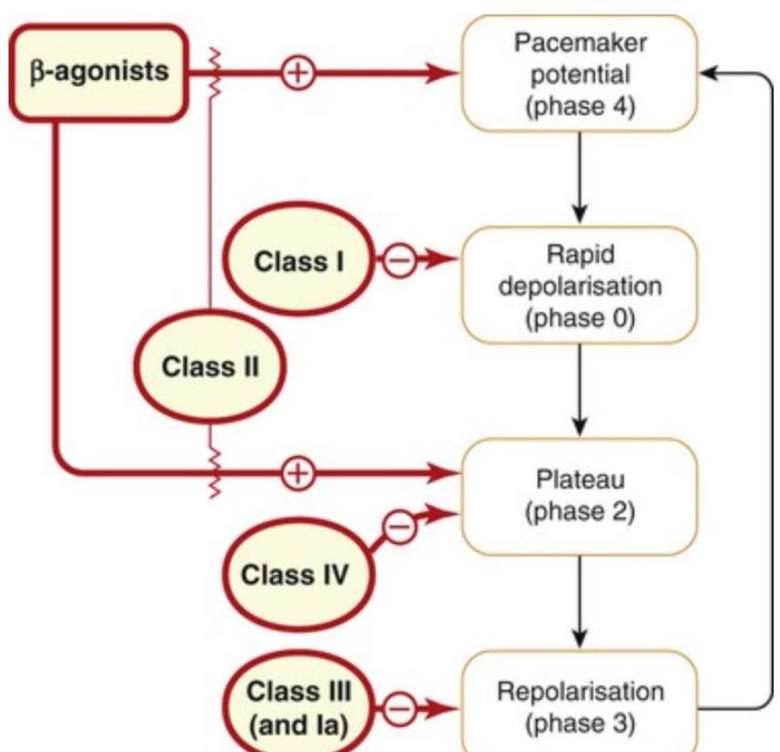 β-agonists
+
Pacemaker
potential
(phase 4)
Class I
−
Rapid
depolarisation
(phase 0)
Class II
+
Plateau
(phase 2)
−
Class IV
Class III
(and Ia)
−
Repolarisation
(phase 3)